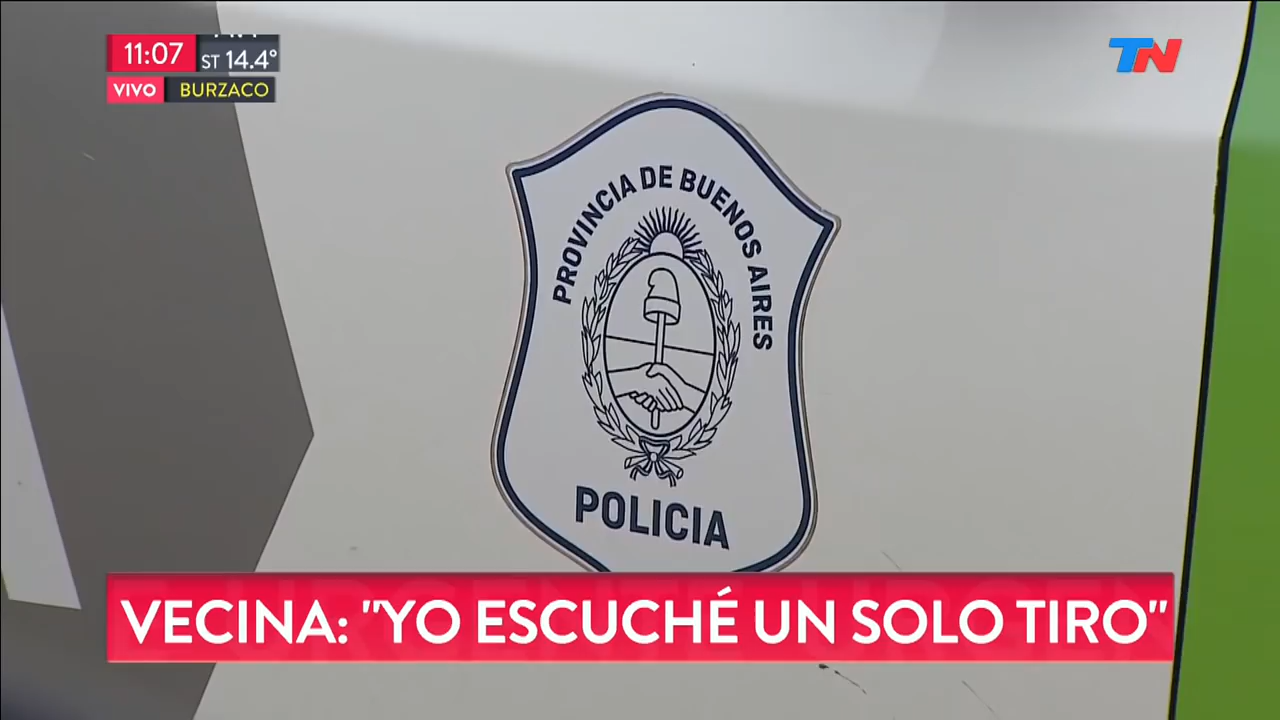 11:07
ST 14.4°
TN
VIVO
BURZACO
PROVINCIA DE BUENOS AIRES
POLICIA
VECINA: "YO ESCUCHÉ UN SOLO TIRO"